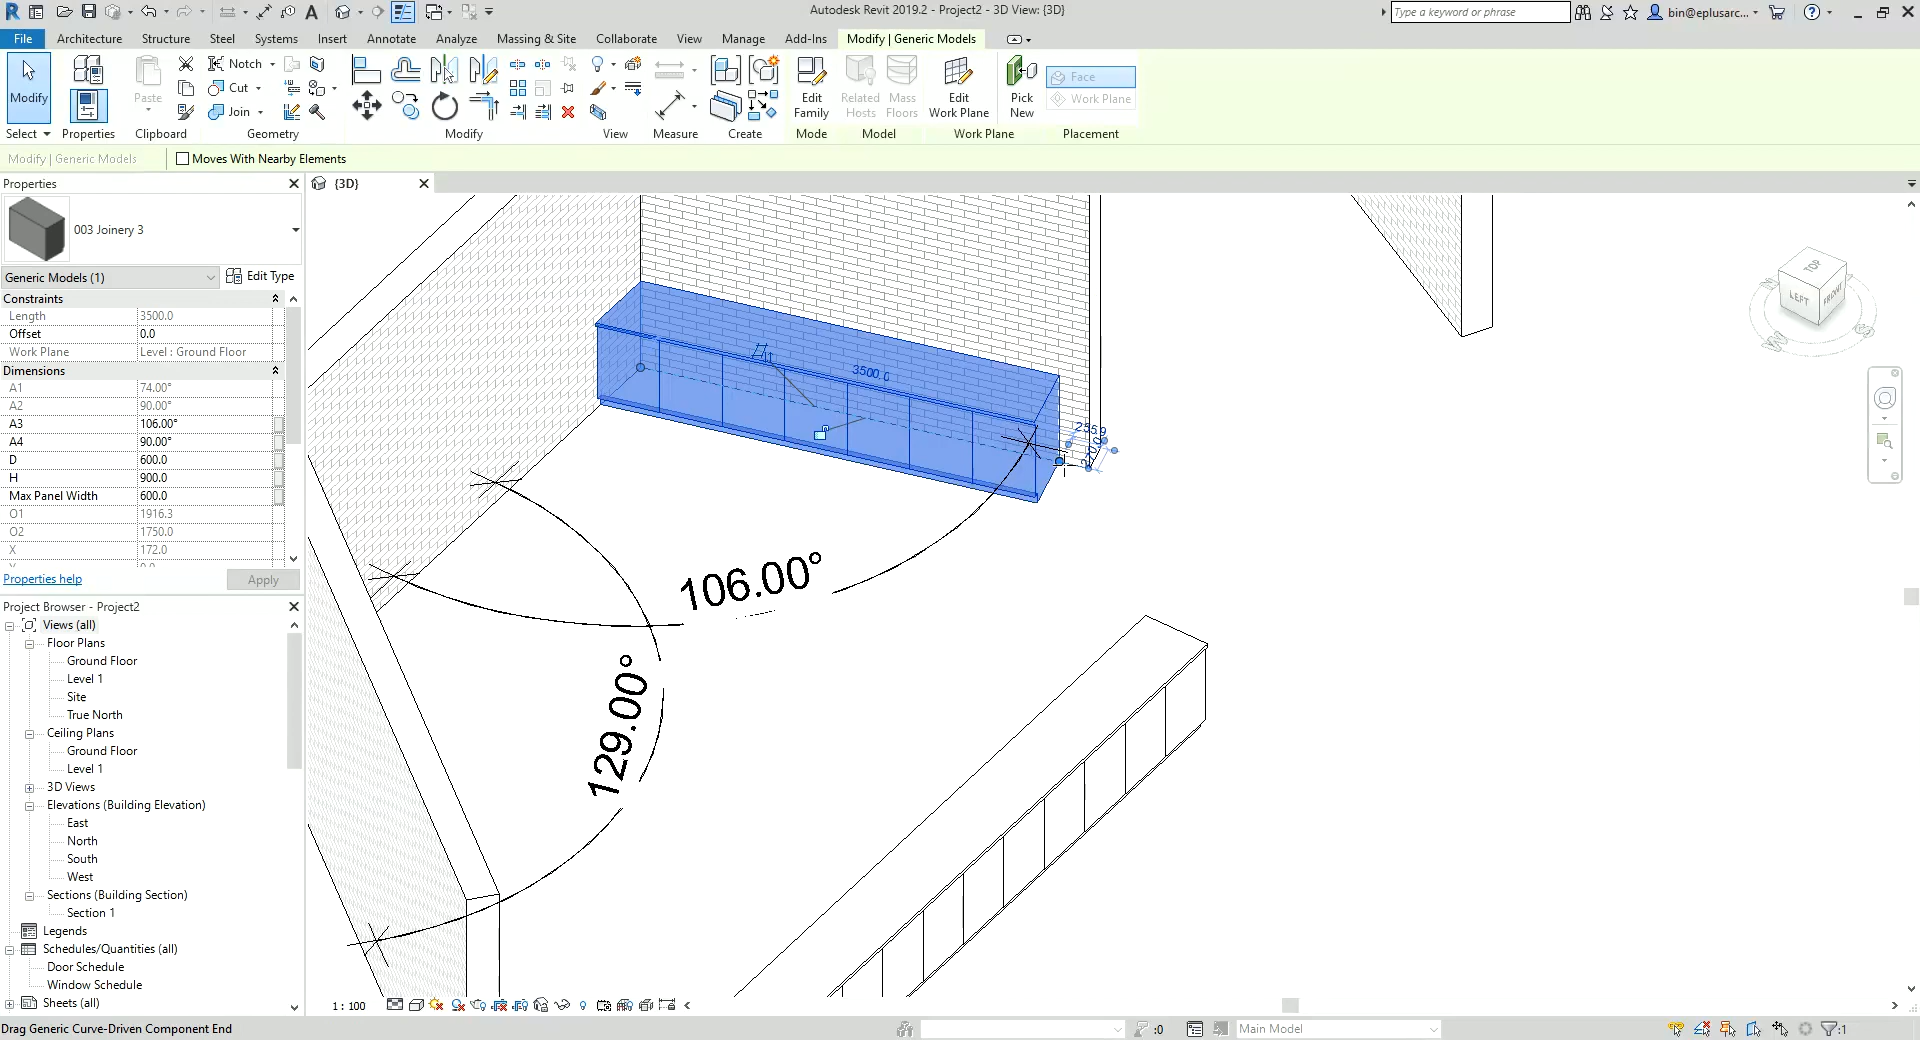 Autodesk Revit 2019.2 - Project2 - 3D View: {3D}
Type a keyword or phrase
bin@eplusarc...
File Architecture Structure Steel Systems Insert Annotate Analyze Massing & Site Collaborate View Manage Add-Ins Modify | Generic Models
Modify
Paste
Notch
Cut
Join
Edit Family
Related Hosts
Mass Floors
Edit Work Plane
Pick New
Face
Work Plane
Select Properties Clipboard Geometry Modify View Measure Create Mode Model Work Plane Placement
Modify | Generic Models
Moves With Nearby Elements
Properties
{3D}
003 Joinery 3
Generic Models (1)
Edit Type
Constraints
Length 3500.0
Offset 0.0
Work Plane Level : Ground Floor
Dimensions
A1 74.00°
A2 90.00°
A3 106.00°
A4 90.00°
D 600.0
H 900.0
Max Panel Width 600.0
O1 1916.3
O2 1750.0
X 172.0
Properties help
Apply
Project Browser - Project2
Views (all)
Floor Plans
Ground Floor
Level 1
Site
True North
Ceiling Plans
Ground Floor
Level 1
3D Views
Elevations (Building Elevation)
East
North
South
West
Sections (Building Section)
Section 1
Legends
Schedules/Quantities (all)
Door Schedule
Window Schedule
Sheets (all)
3500.0
255.9
106.00°
129.00°
TOP
LEFT
FRONT
W
1 : 100
Drag Generic Curve-Driven Component End
:0
Main Model
:1